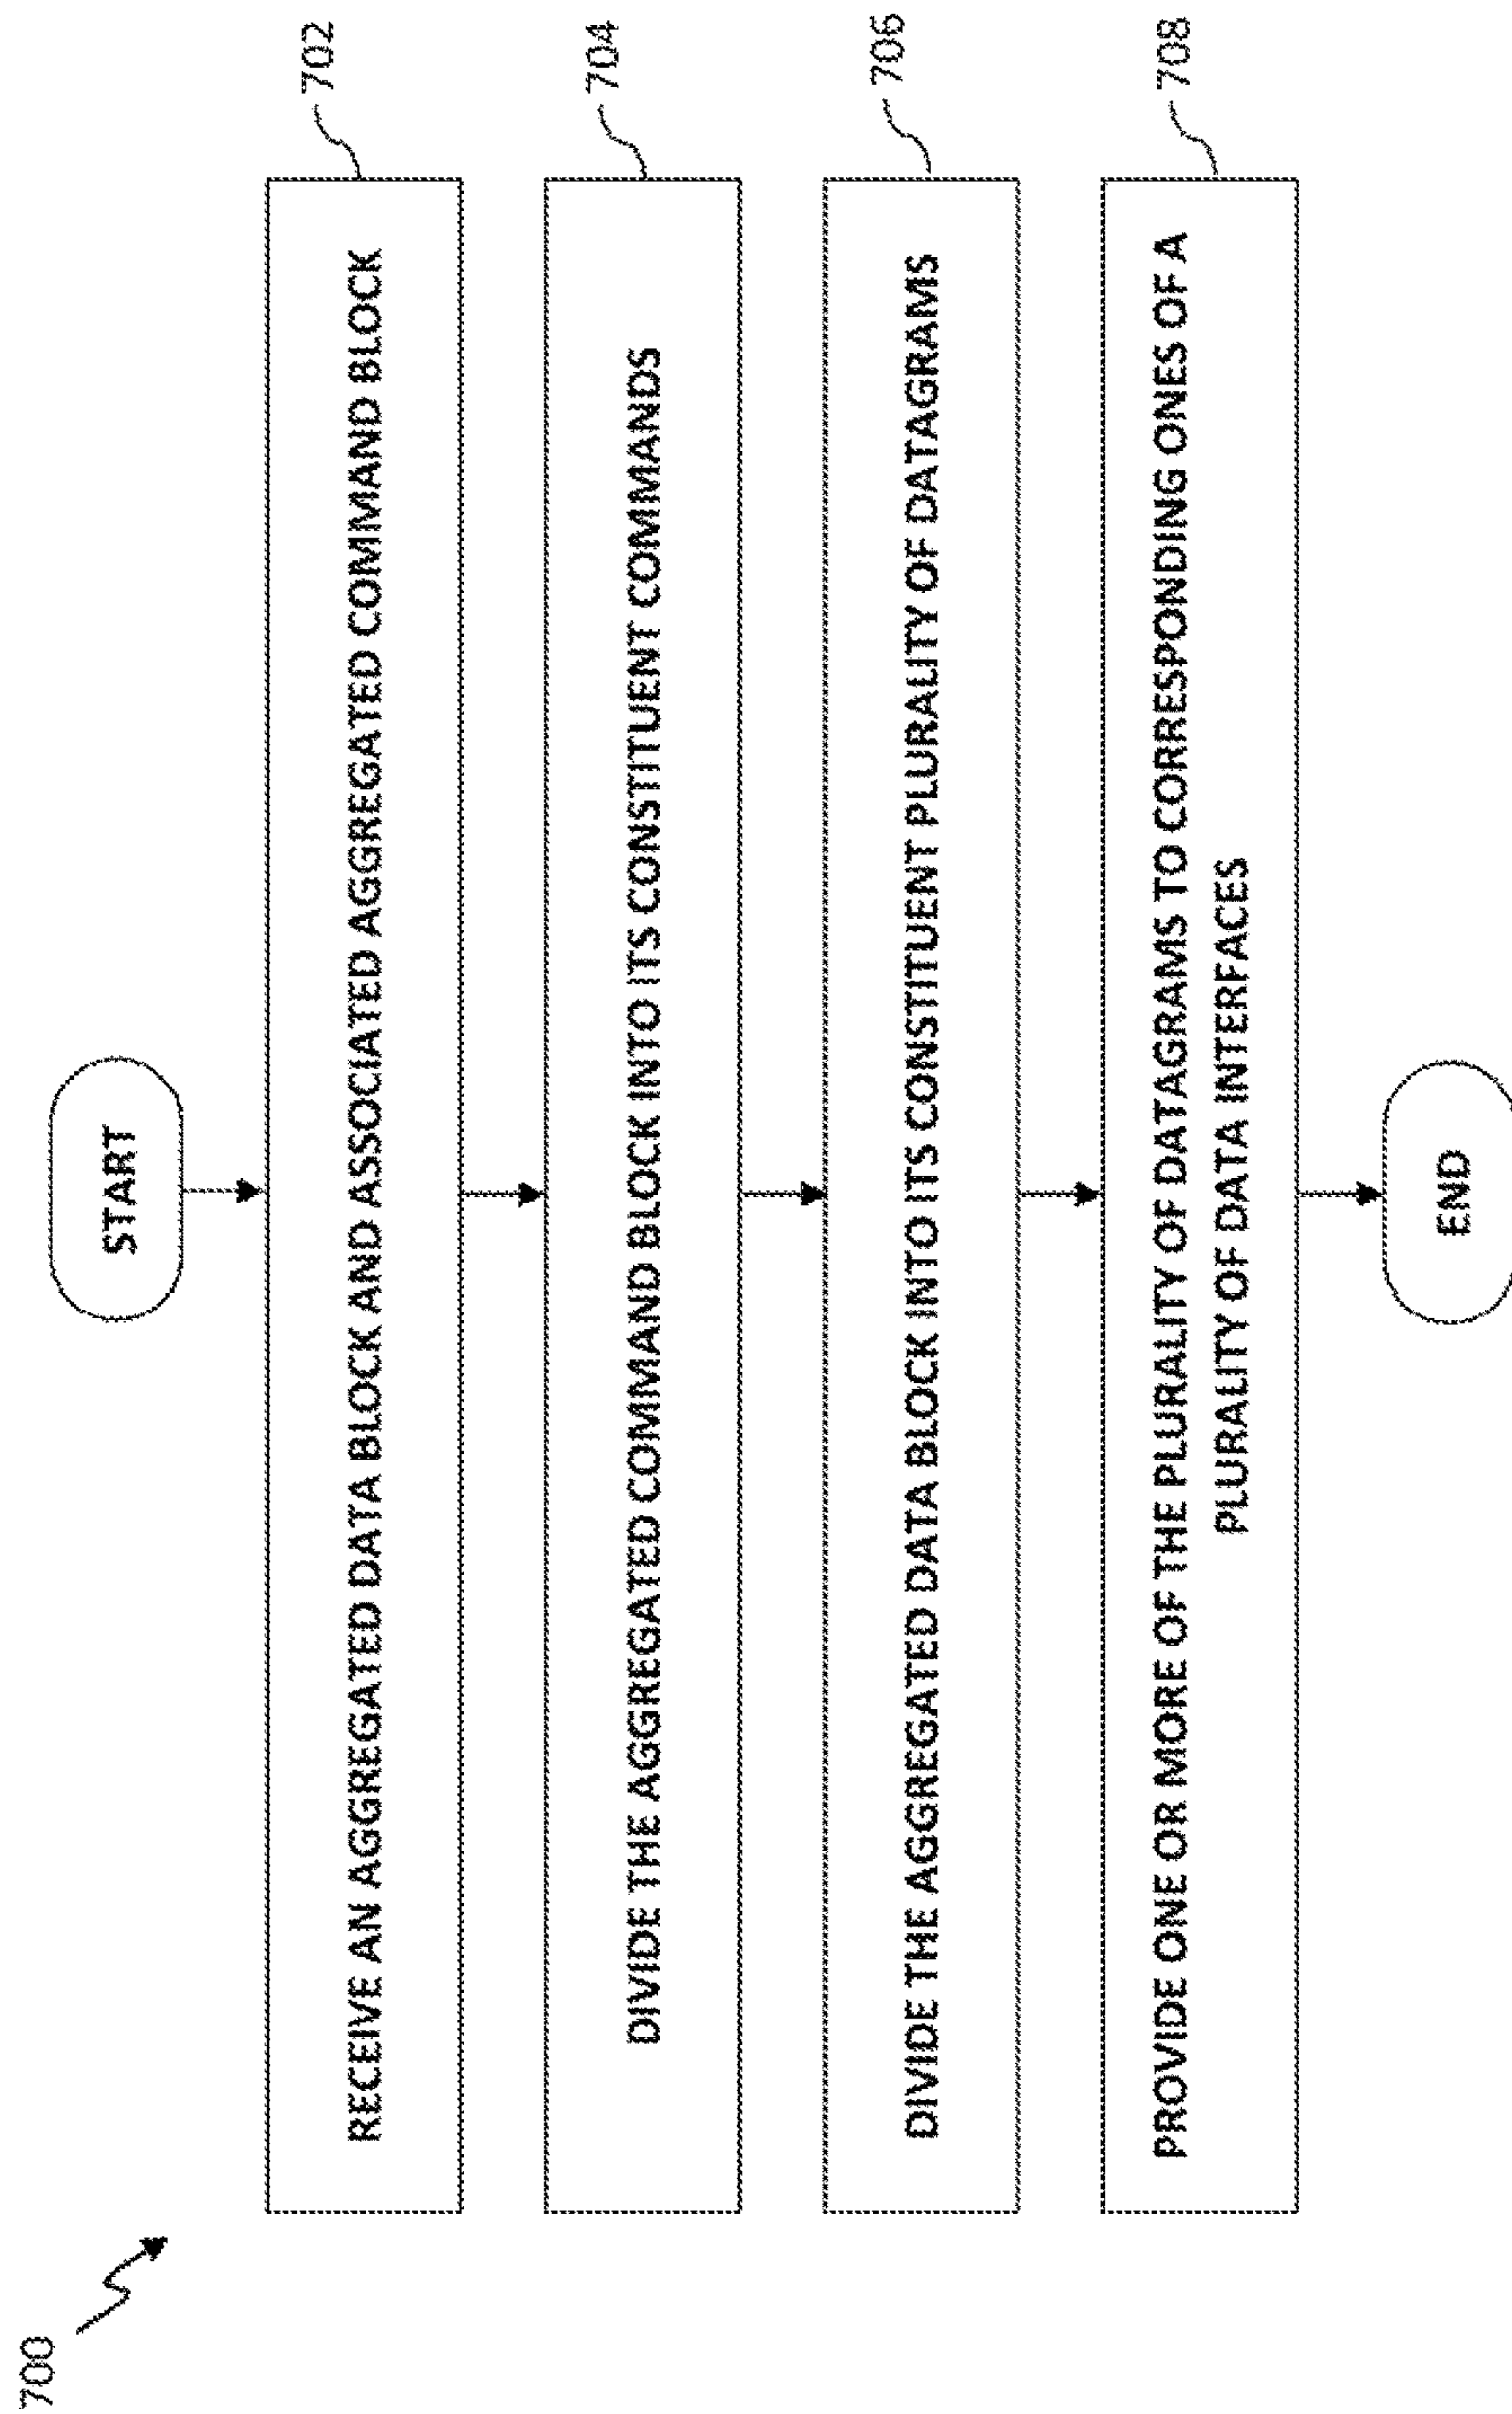 700
START
RECEIVE AN AGGREGATED DATA BLOCK AND ASSOCIATED AGGREGATED COMMAND BLOCK
702
DIVIDE THE AGGREGATED COMMAND BLOCK INTO ITS CONSTITUENT COMMANDS
704
DIVIDE THE AGGREGATED DATA BLOCK INTO ITS CONSTITUENT PLURALITY OF DATAGRAMS
706
PROVIDE ONE OR MORE OF THE PLURALITY OF DATAGRAMS TO CORRESPONDING ONES OF A
PLURALITY OF DATA INTERFACES
708
END